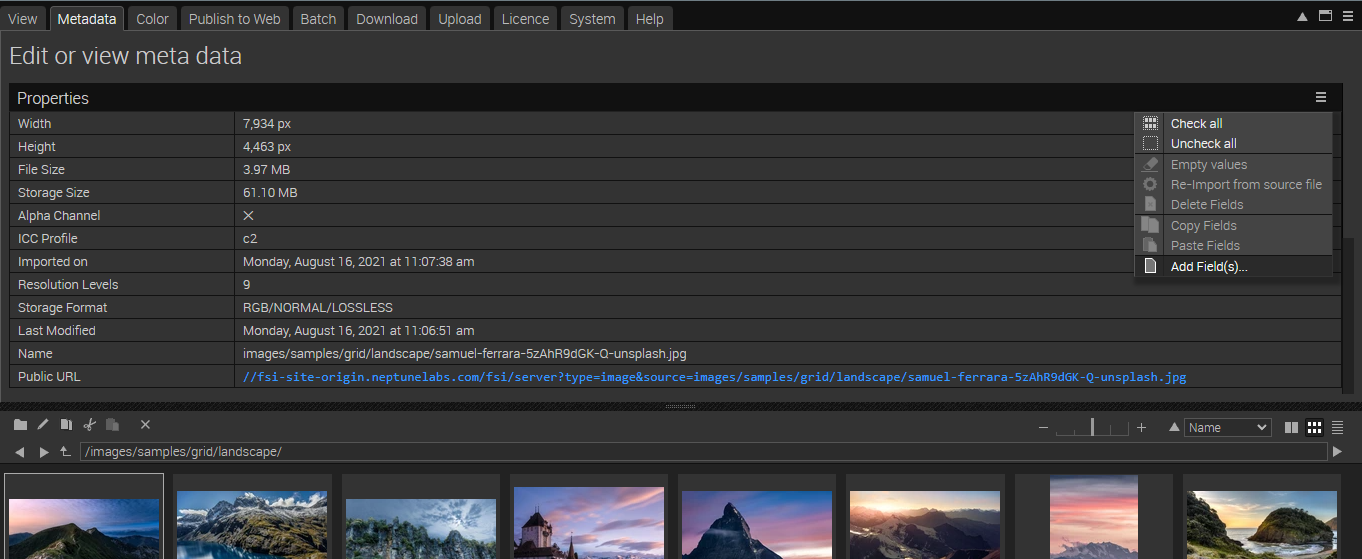 View Metadata Color Publish to Web Batch Download Upload Licence System Help
Edit or view meta data
Properties
Width 7,934 px
Height 4,463 px
File Size 3.97 MB
Storage Size 61.10 MB
Alpha Channel
ICC Profile c2
Imported on Monday, August 16, 2021 at 11:07:38 am
Resolution Levels 9
Storage Format RGB/NORMAL/LOSSLESS
Last Modified Monday, August 16, 2021 at 11:06:51 am
Name images/samples/grid/landscape/samuel-ferrara-5zAhR9dGK-Q-unsplash.jpg
Public URL //fsi-site-origin.neptunelabs.com/fsi/server?type=image&source=images/samples/grid/landscape/samuel-ferrara-5zAhR9dGK-Q-unsplash.jpg
Check all
Uncheck all
Empty values
Re-Import from source file
Delete Fields
Copy Fields
Paste Fields
Add Field(s)...
Name
/images/samples/grid/landscape/